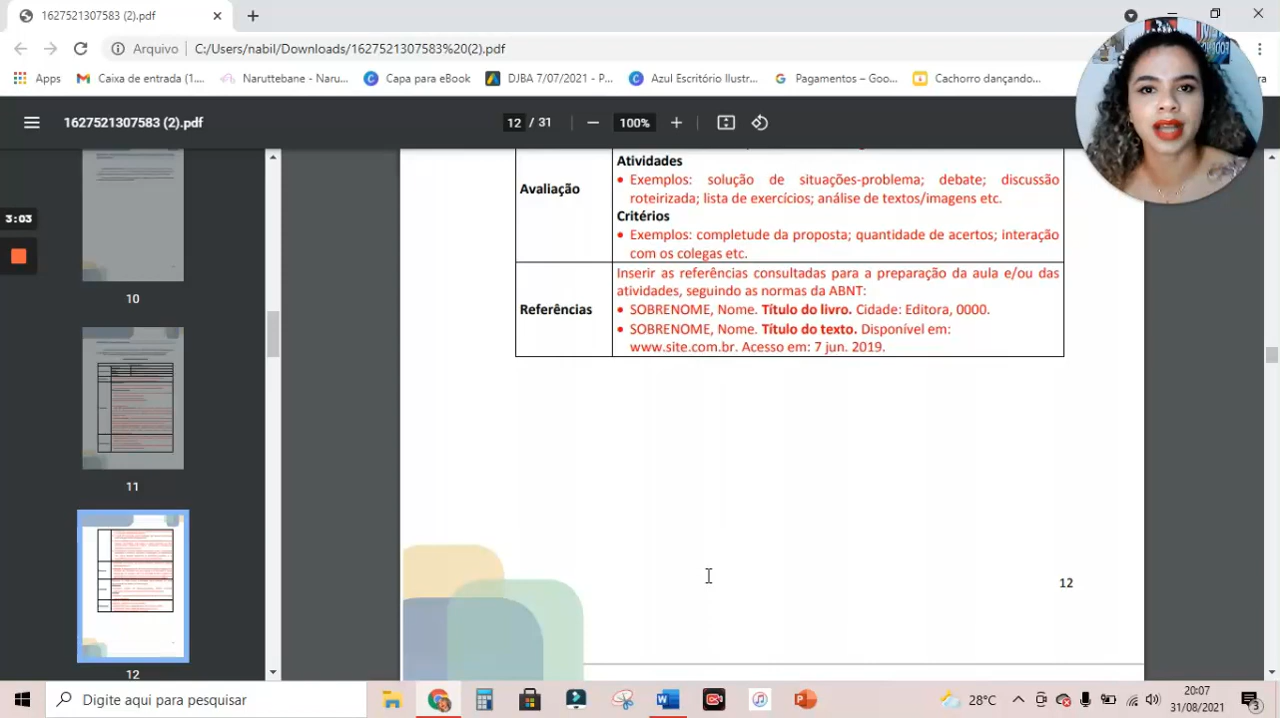 1627521307583 (2).pdf
Arquivo
C:/Users/nabil/Downloads/1627521307583%20(2).pdf
Apps
Caixa de entrada (1....
Naruttebane - Naru...
Capa para eBook
DJBA 7/07/2021 - P...
Azul Escritório Ilustr...
Pagamentos – Goo...
Cachorro dançando...
1627521307583 (2).pdf
12 / 31
100%
3:03
10
11
12
Avaliação
Atividades
• Exemplos: solução de situações-problema; debate; discussão
roteirizada; lista de exercícios; análise de textos/imagens etc.
Critérios
• Exemplos: completude da proposta; quantidade de acertos; interação
com os colegas etc.
Referências
Inserir as referências consultadas para a preparação da aula e/ou das
atividades, seguindo as normas da ABNT:
• SOBRENOME, Nome. Título do livro. Cidade: Editora, 0000.
• SOBRENOME, Nome. Título do texto. Disponível em:
www.site.com.br. Acesso em: 7 jun. 2019.
12
Digite aqui para pesquisar
28°C
20:07
31/08/2021
3